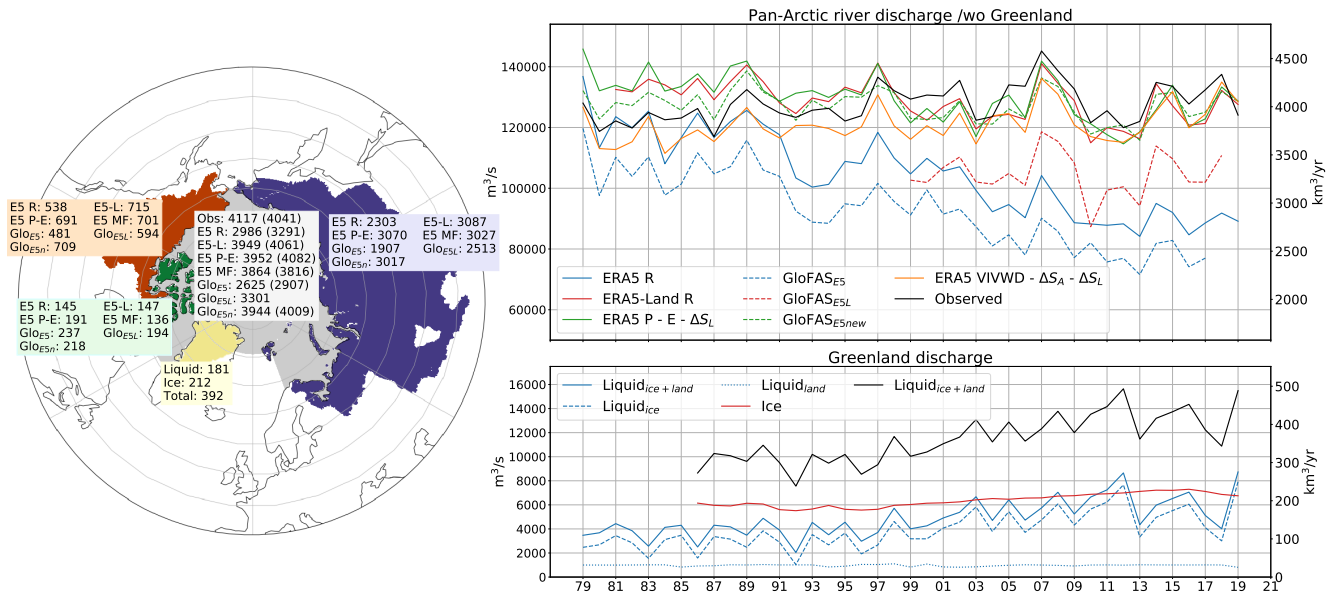 E5 R: 538 E5-L: 715
E5 P-E: 691 E5 MF: 701
Glo_E5: 481 Glo_E5L: 594
Glo_E5n: 709
Obs: 4117 (4041)
E5 R: 2986 (3291)
E5-L: 3949 (4061)
E5 P-E: 3952 (4082)
E5 MF: 3864 (3816)
Glo_E5: 2625 (2907)
Glo_E5L: 3301
Glo_E5n: 3944 (4009)
E5 R: 2303 E5-L: 3087
E5 P-E: 3070 E5 MF: 3027
Glo_E5: 1907 Glo_E5L: 2513
Glo_E5n: 3017
E5 R: 145 E5-L: 147
E5 P-E: 191 E5 MF: 136
Glo_E5: 237 Glo_E5L: 194
Glo_E5n: 218
Liquid: 181
Ice: 212
Total: 392
Pan-Arctic river discharge /wo Greenland
m³/s
140000
120000
100000
80000
60000
4500
4000
3500
3000
2500
2000
km³/yr
ERA5 R
ERA5-Land R
ERA5 P - E - ΔS_L
GloFAS_E5
GloFAS_E5L
GloFAS_E5new
ERA5 VIVWD - ΔS_A - ΔS_L
Observed
Greenland discharge
m³/s
16000
14000
12000
10000
8000
6000
4000
2000
0
500
400
300
200
100
0
km³/yr
Liquid_ice+land
Liquid_ice
Liquid_land
Ice
Liquid_ice+land
79 81 83 85 87 89 91 93 95 97 99 01 03 05 07 09 11 13 15 17 19 21